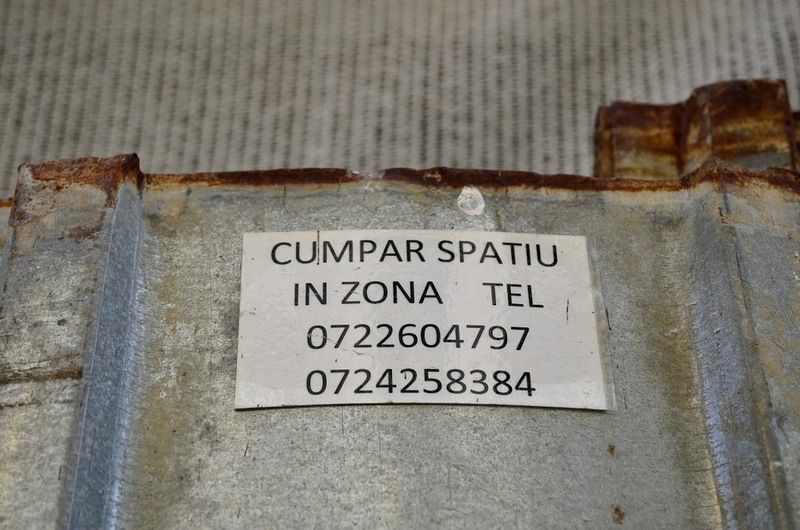 CUMPAR SPATIU
IN ZONA TEL
0722604797
0724258384